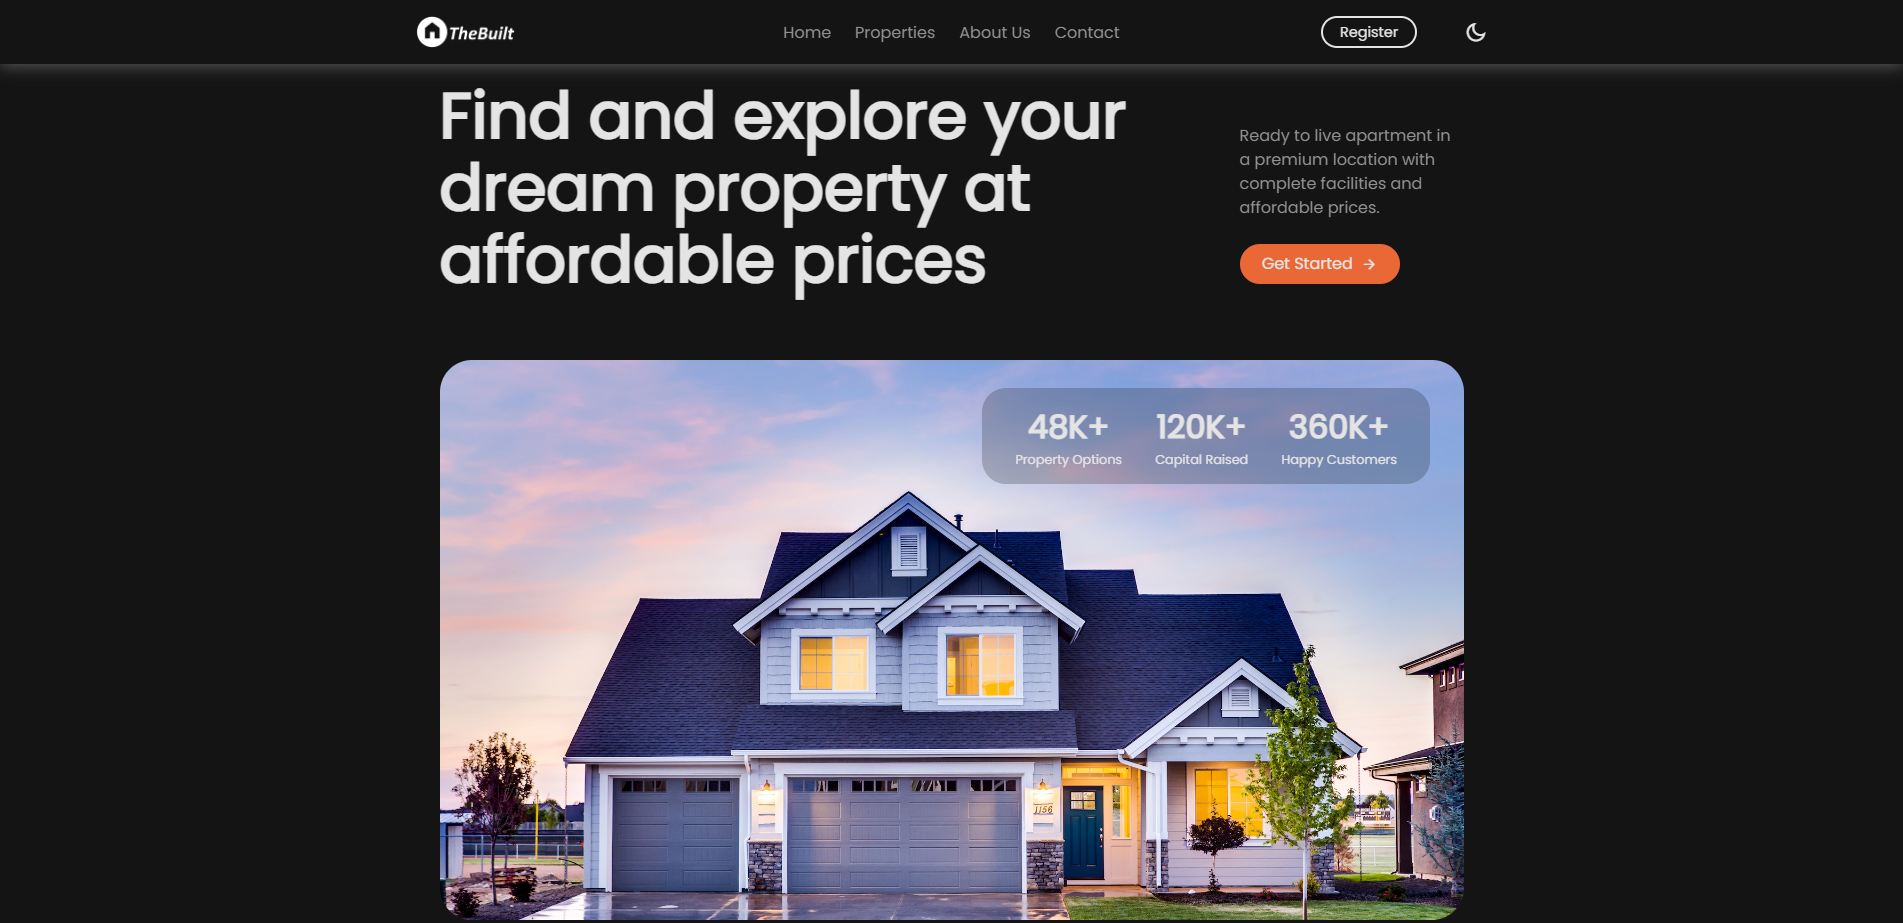 TheBuilt
Home Properties About Us Contact
Register
Find and explore your
dream property at
affordable prices
Ready to live apartment in
a premium location with
complete facilities and
affordable prices.
Get Started
48K+ 120K+ 360K+
Property Options Capital Raised Happy Customers
1156